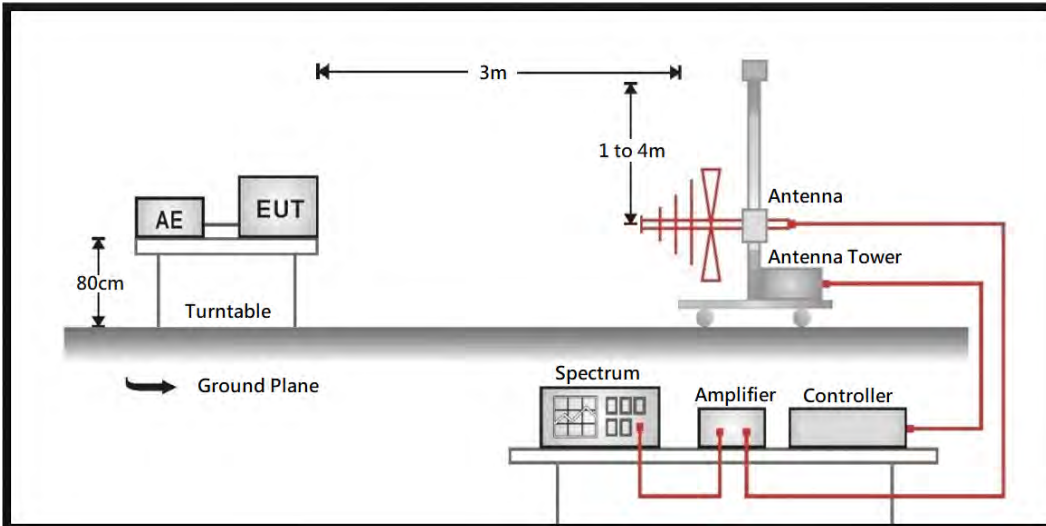 3m
1 to 4m
Antenna
AE
EUT
Antenna Tower
80cm
Turntable
Ground Plane
Spectrum
Amplifier
Controller